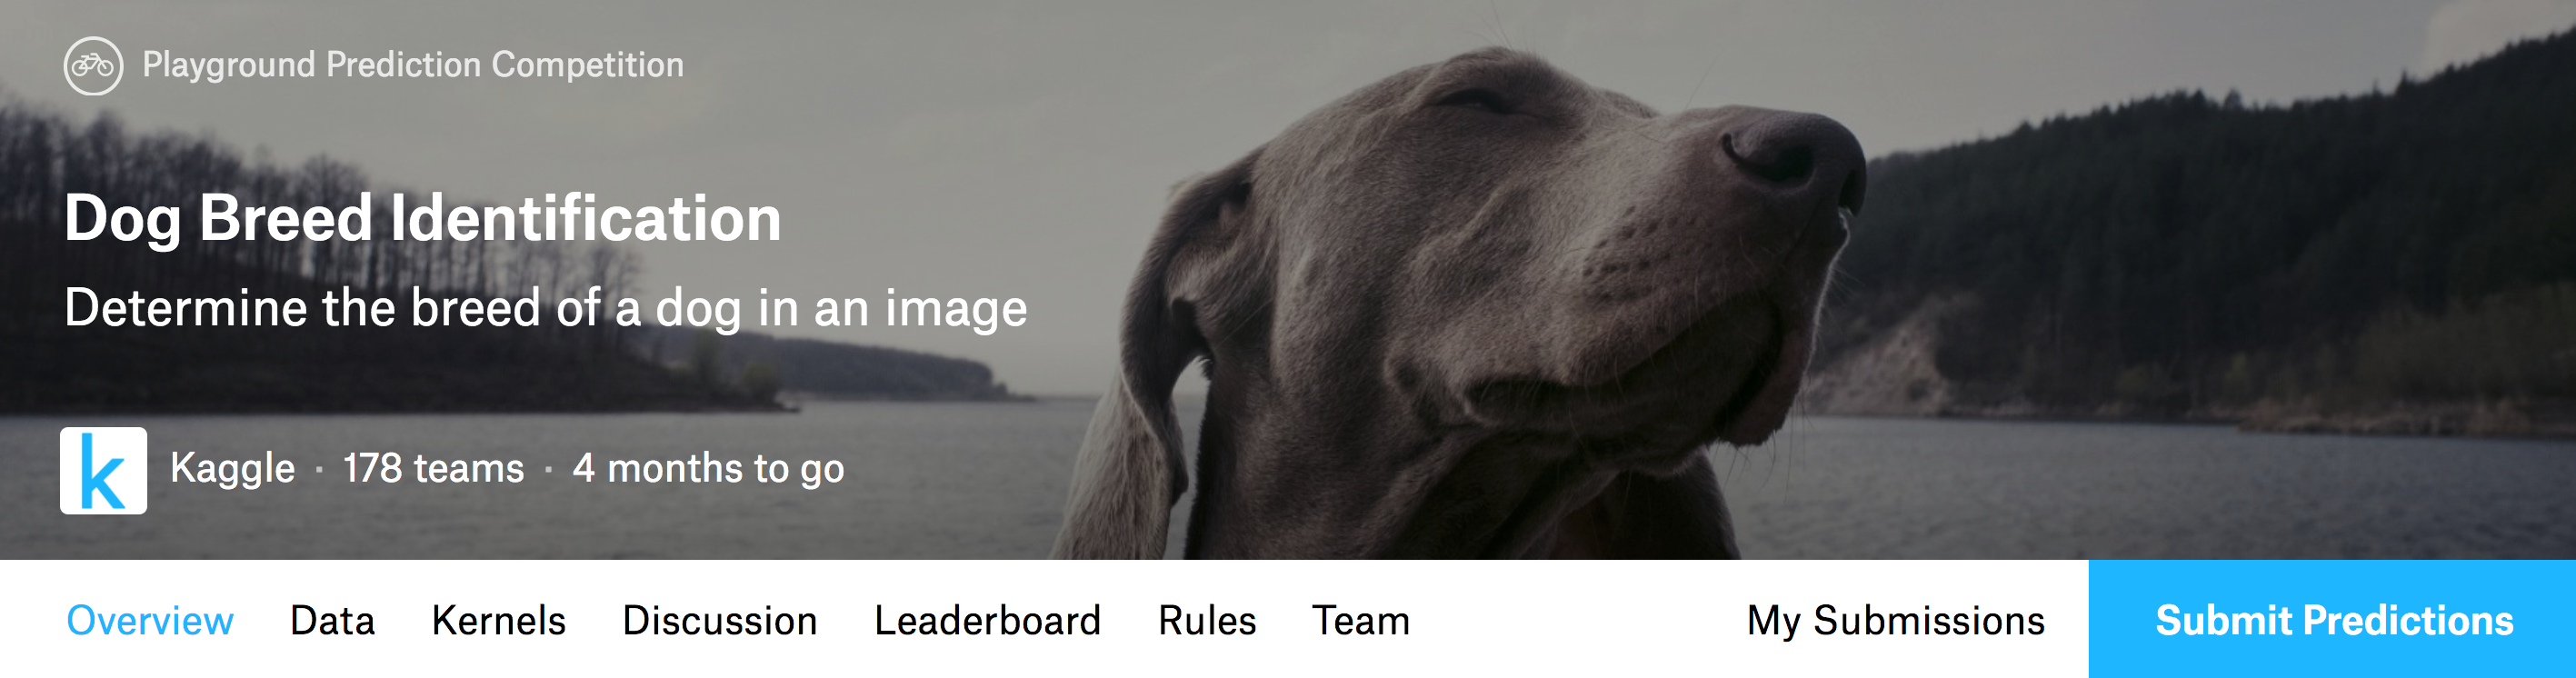 Playground Prediction Competition
Dog Breed Identification
Determine the breed of a dog in an image
k
Kaggle · 178 teams · 4 months to go
Overview Data Kernels Discussion Leaderboard Rules Team My Submissions Submit Predictions